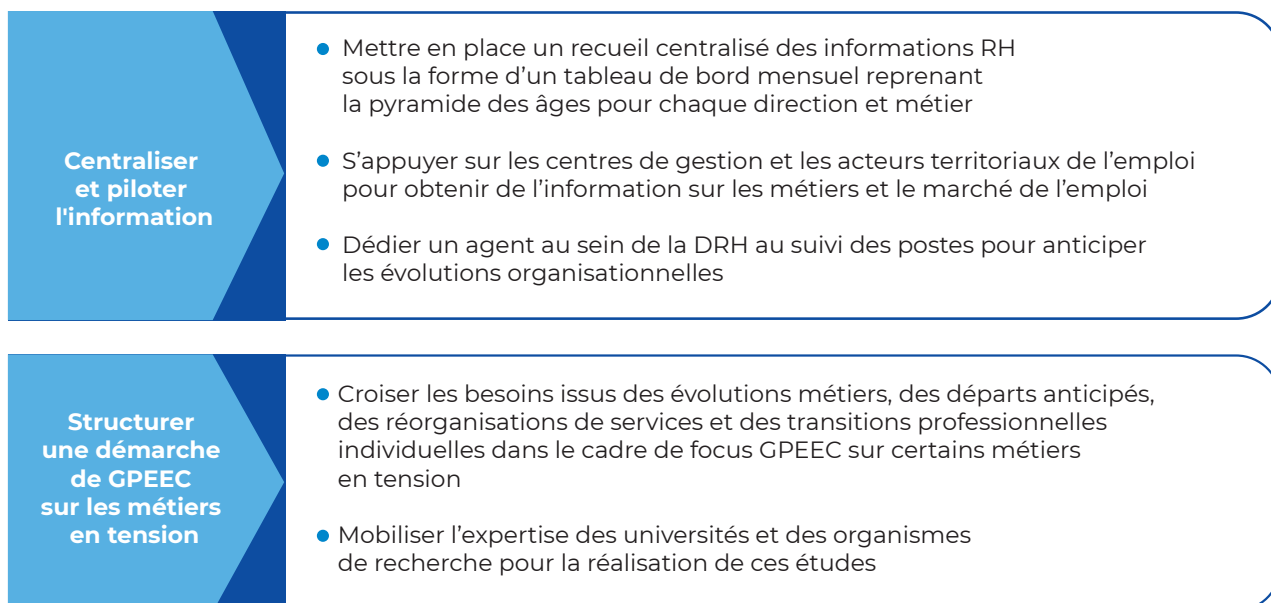 Centraliser
et piloter
l'information
● Mettre en place un recueil centralisé des informations RH
sous la forme d’un tableau de bord mensuel reprenant
la pyramide des âges pour chaque direction et métier
● S’appuyer sur les centres de gestion et les acteurs territoriaux de l’emploi
pour obtenir de l’information sur les métiers et le marché de l’emploi
● Dédier un agent au sein de la DRH au suivi des postes pour anticiper
les évolutions organisationnelles
Structurer
une démarche
de GPEEC
sur les métiers
en tension
● Croiser les besoins issus des évolutions métiers, des départs anticipés,
des réorganisations de services et des transitions professionnelles
individuelles dans le cadre de focus GPEEC sur certains métiers
en tension
● Mobiliser l’expertise des universités et des organismes
de recherche pour la réalisation de ces études